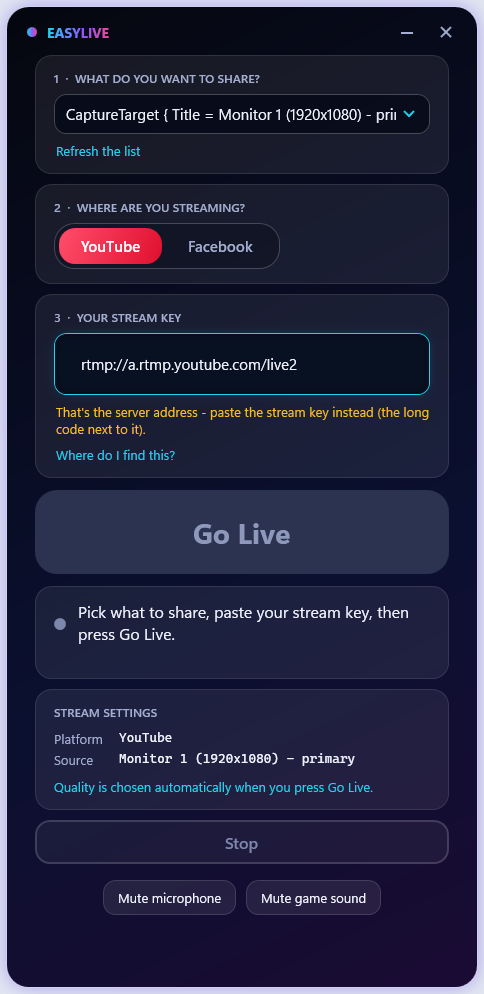 EASYLIVE
1 · WHAT DO YOU WANT TO SHARE?
CaptureTarget { Title = Monitor 1 (1920x1080) - pri
Refresh the list
2 · WHERE ARE YOU STREAMING?
YouTube Facebook
3 · YOUR STREAM KEY
rtmp://a.rtmp.youtube.com/live2
That's the server address - paste the stream key instead (the long
code next to it).
Where do I find this?
Go Live
Pick what to share, paste your stream key, then
press Go Live.
STREAM SETTINGS
Platform YouTube
Source Monitor 1 (1920x1080) - primary
Quality is chosen automatically when you press Go Live.
Stop
Mute microphone Mute game sound